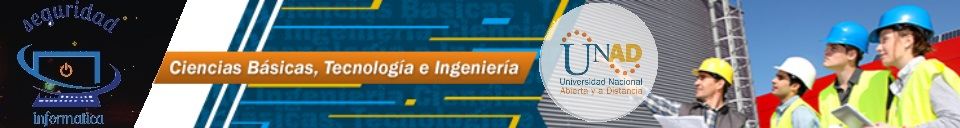 seguridad
informatica
Ciencias Básicas, Tecnología e Ingeniería
UNAD
Universidad Nacional
Abierta y a Distancia